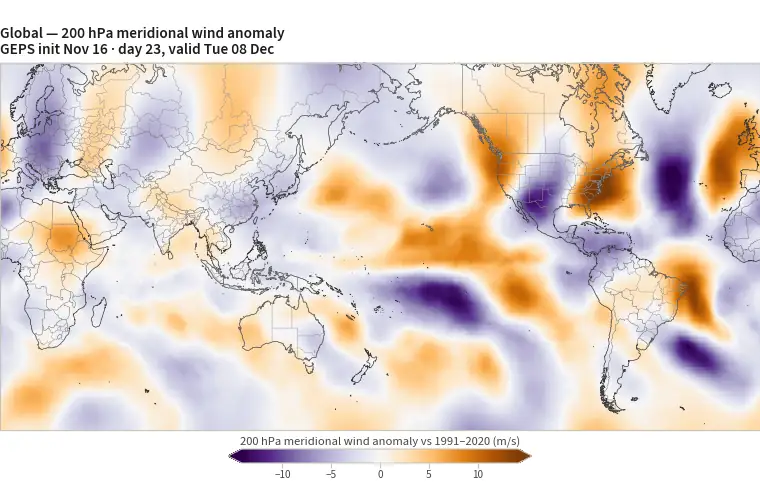 Global — 200 hPa meridional wind anomaly
GEPS init Nov 16 · day 23, valid Tue 08 Dec
200 hPa meridional wind anomaly vs 1991–2020 (m/s)
−10 −5 0 5 10